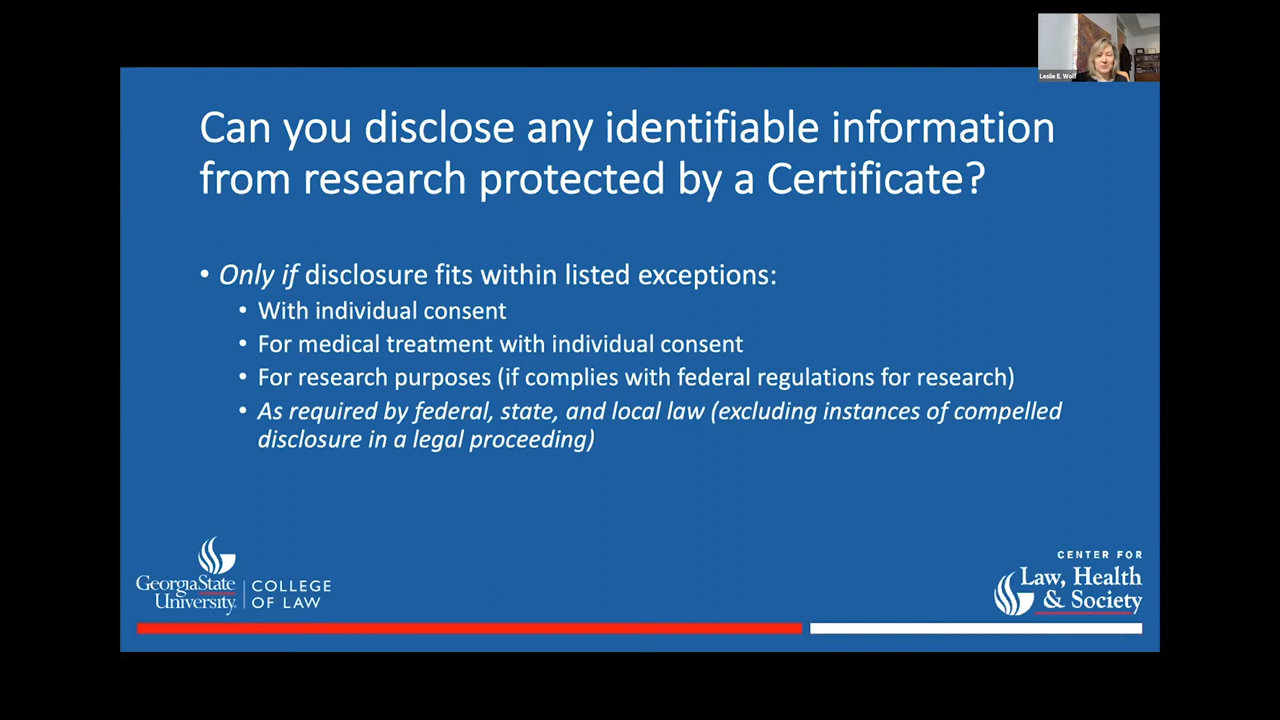 Leslie E. Wolf
Can you disclose any identifiable information
from research protected by a Certificate?
• Only if disclosure fits within listed exceptions:
• With individual consent
• For medical treatment with individual consent
• For research purposes (if complies with federal regulations for research)
• As required by federal, state, and local law (excluding instances of compelled
disclosure in a legal proceeding)
GeorgiaState
University
COLLEGE
OF LAW
CENTER FOR
Law, Health
& Society